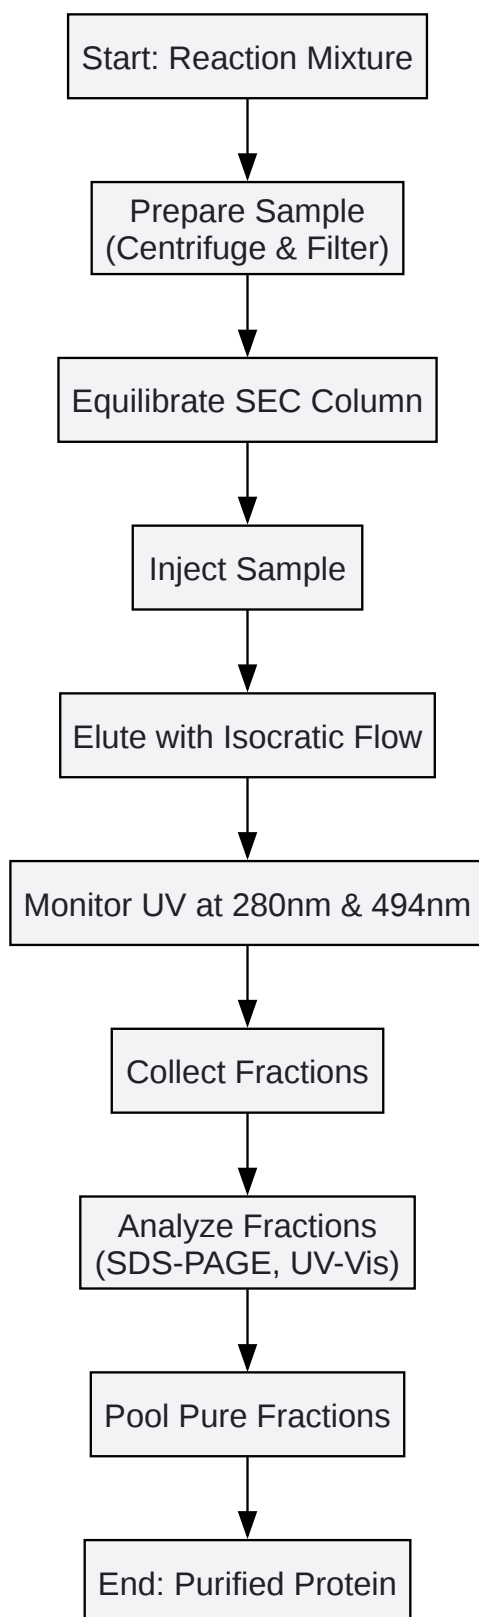 Start: Reaction Mixture
Prepare Sample
(Centrifuge & Filter)
Equilibrate SEC Column
Inject Sample
Elute with Isocratic Flow
Monitor UV at 280nm & 494nm
Collect Fractions
Analyze Fractions
(SDS-PAGE, UV-Vis)
Pool Pure Fractions
End: Purified Protein